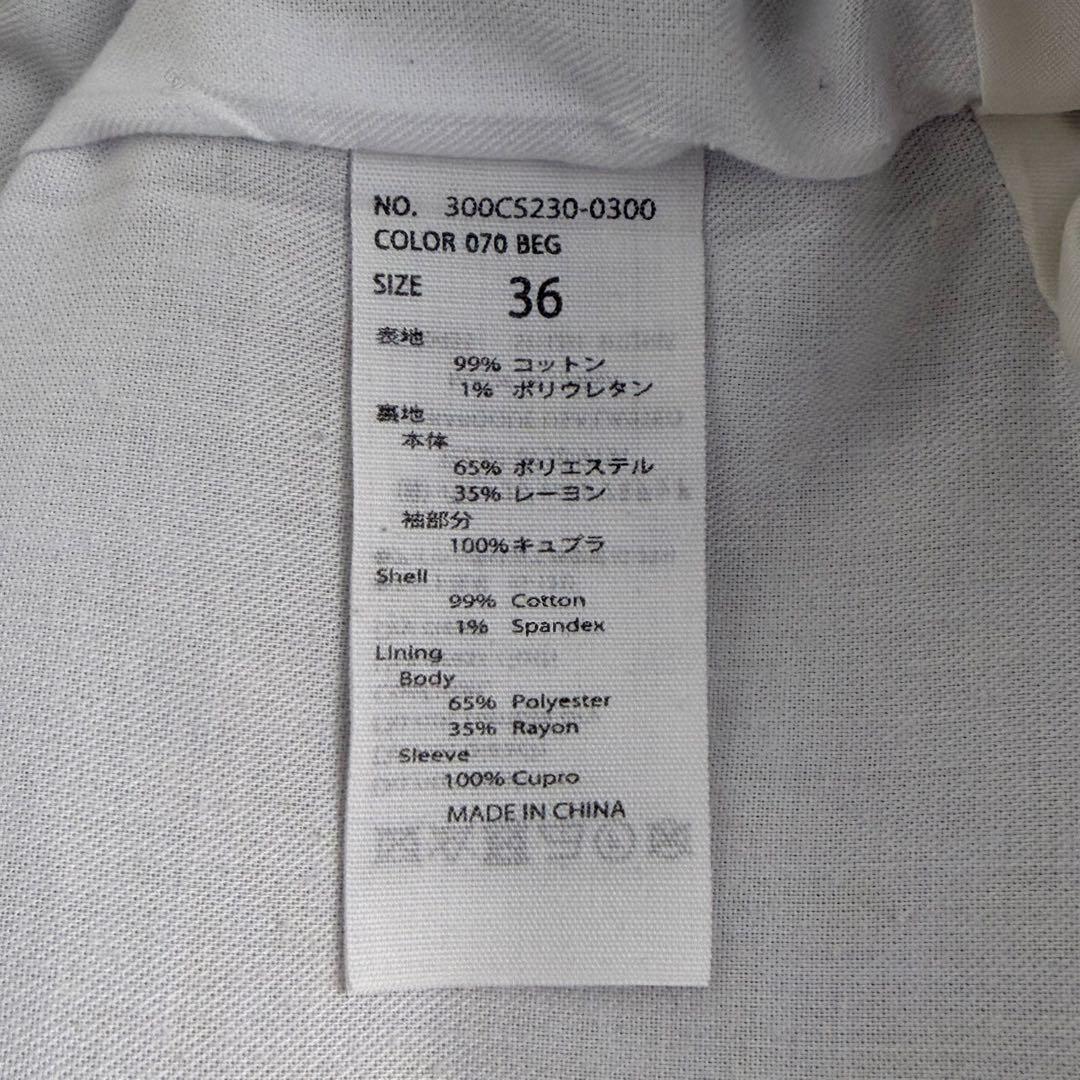 NO. 300CS230-0300
COLOR 070 BEG
SIZE 36
表地
99% コットン
1% ポリウレタン
裏地
本体
65% ポリエステル
35% レーヨン
袖部分
100% キュプラ
Shell
99% Cotton
1% Spandex
Lining
Body
65% Polyester
35% Rayon
Sleeve
100% Cupro
MADE IN CHINA